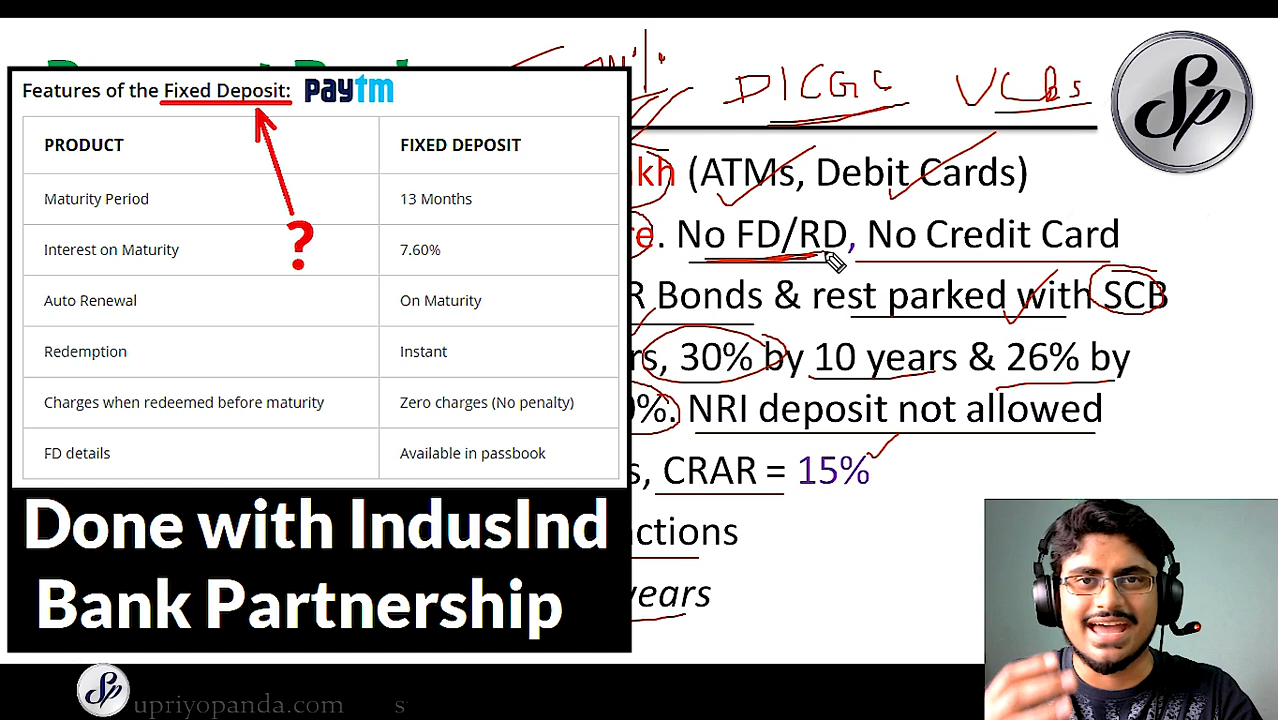 DICGC VCBs
Sp
Features of the Fixed Deposit: paytm
PRODUCT FIXED DEPOSIT
Maturity Period 13 Months
Interest on Maturity 7.60%
Auto Renewal On Maturity
Redemption Instant
Charges when redeemed before maturity Zero charges (No penalty)
FD details Available in passbook
?
Done with IndusInd
Bank Partnership
kh (ATMs, Debit Cards)
e. No FD/RD, No Credit Card
R Bonds & rest parked with SCB
rs, 30% by 10 years & 26% by
0%. NRI deposit not allowed
s, CRAR = 15%
ctions
years
Sp upriyopanda.com s